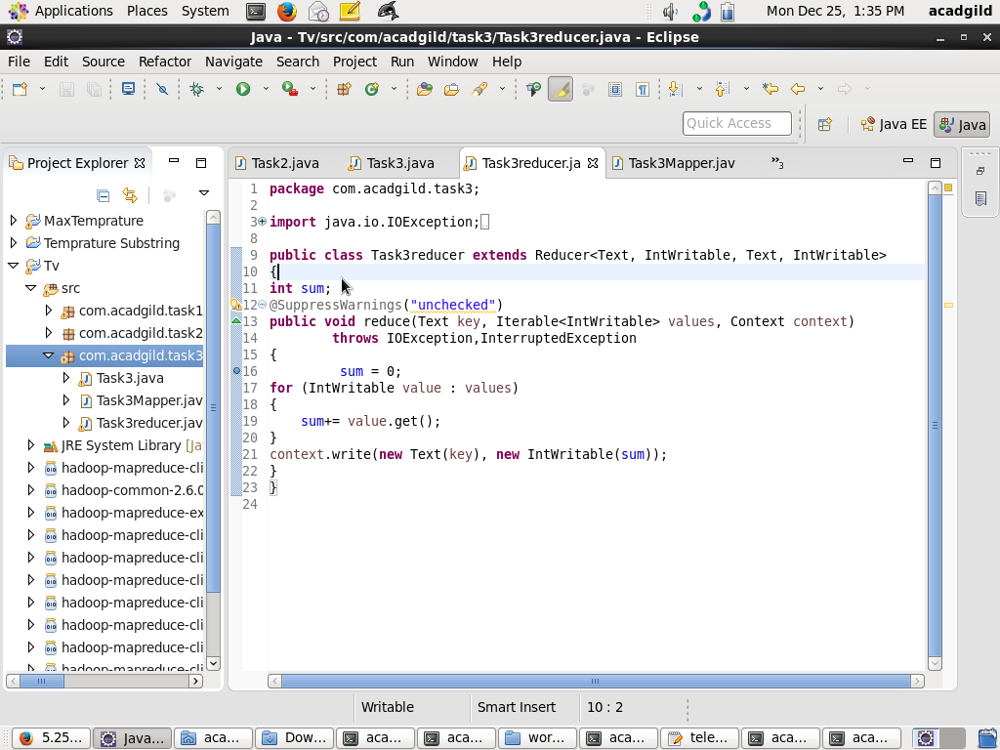 Applications Places System Mon Dec 25, 1:35 PM acadgild
Java - Tv/src/com/acadgild/task3/Task3reducer.java - Eclipse
File Edit Source Refactor Navigate Search Project Run Window Help
Quick Access Java EE Java
Project Explorer
MaxTemprature
Temprature Substring
Tv
src
com.acadgild.task1
com.acadgild.task2
com.acadgild.task3
Task3.java
Task3Mapper.jav
Task3reducer.jav
JRE System Library [Ja
hadoop-mapreduce-cli
hadoop-common-2.6.0
hadoop-mapreduce-ex
hadoop-mapreduce-cli
hadoop-mapreduce-cli
hadoop-mapreduce-cli
hadoop-mapreduce-cli
hadoop-mapreduce-cli
hadoop-mapreduce-cli
hadoop-mapreduce-cli
Task2.java Task3.java Task3reducer.ja Task3Mapper.jav »3
1 package com.acadgild.task3;
2
3 import java.io.IOException;
8
9 public class Task3reducer extends Reducer<Text, IntWritable, Text, IntWritable>
10 {
11 int sum;
12 @SuppressWarnings("unchecked")
13 public void reduce(Text key, Iterable<IntWritable> values, Context context)
14 throws IOException,InterruptedException
15 {
16 sum = 0;
17 for (IntWritable value : values)
18 {
19 sum+= value.get();
20 }
21 context.write(new Text(key), new IntWritable(sum));
22 }
23 }
24
Writable Smart Insert 10 : 2
5.25... Java... aca... Dow... aca... aca... wor... aca... tele... aca... aca...